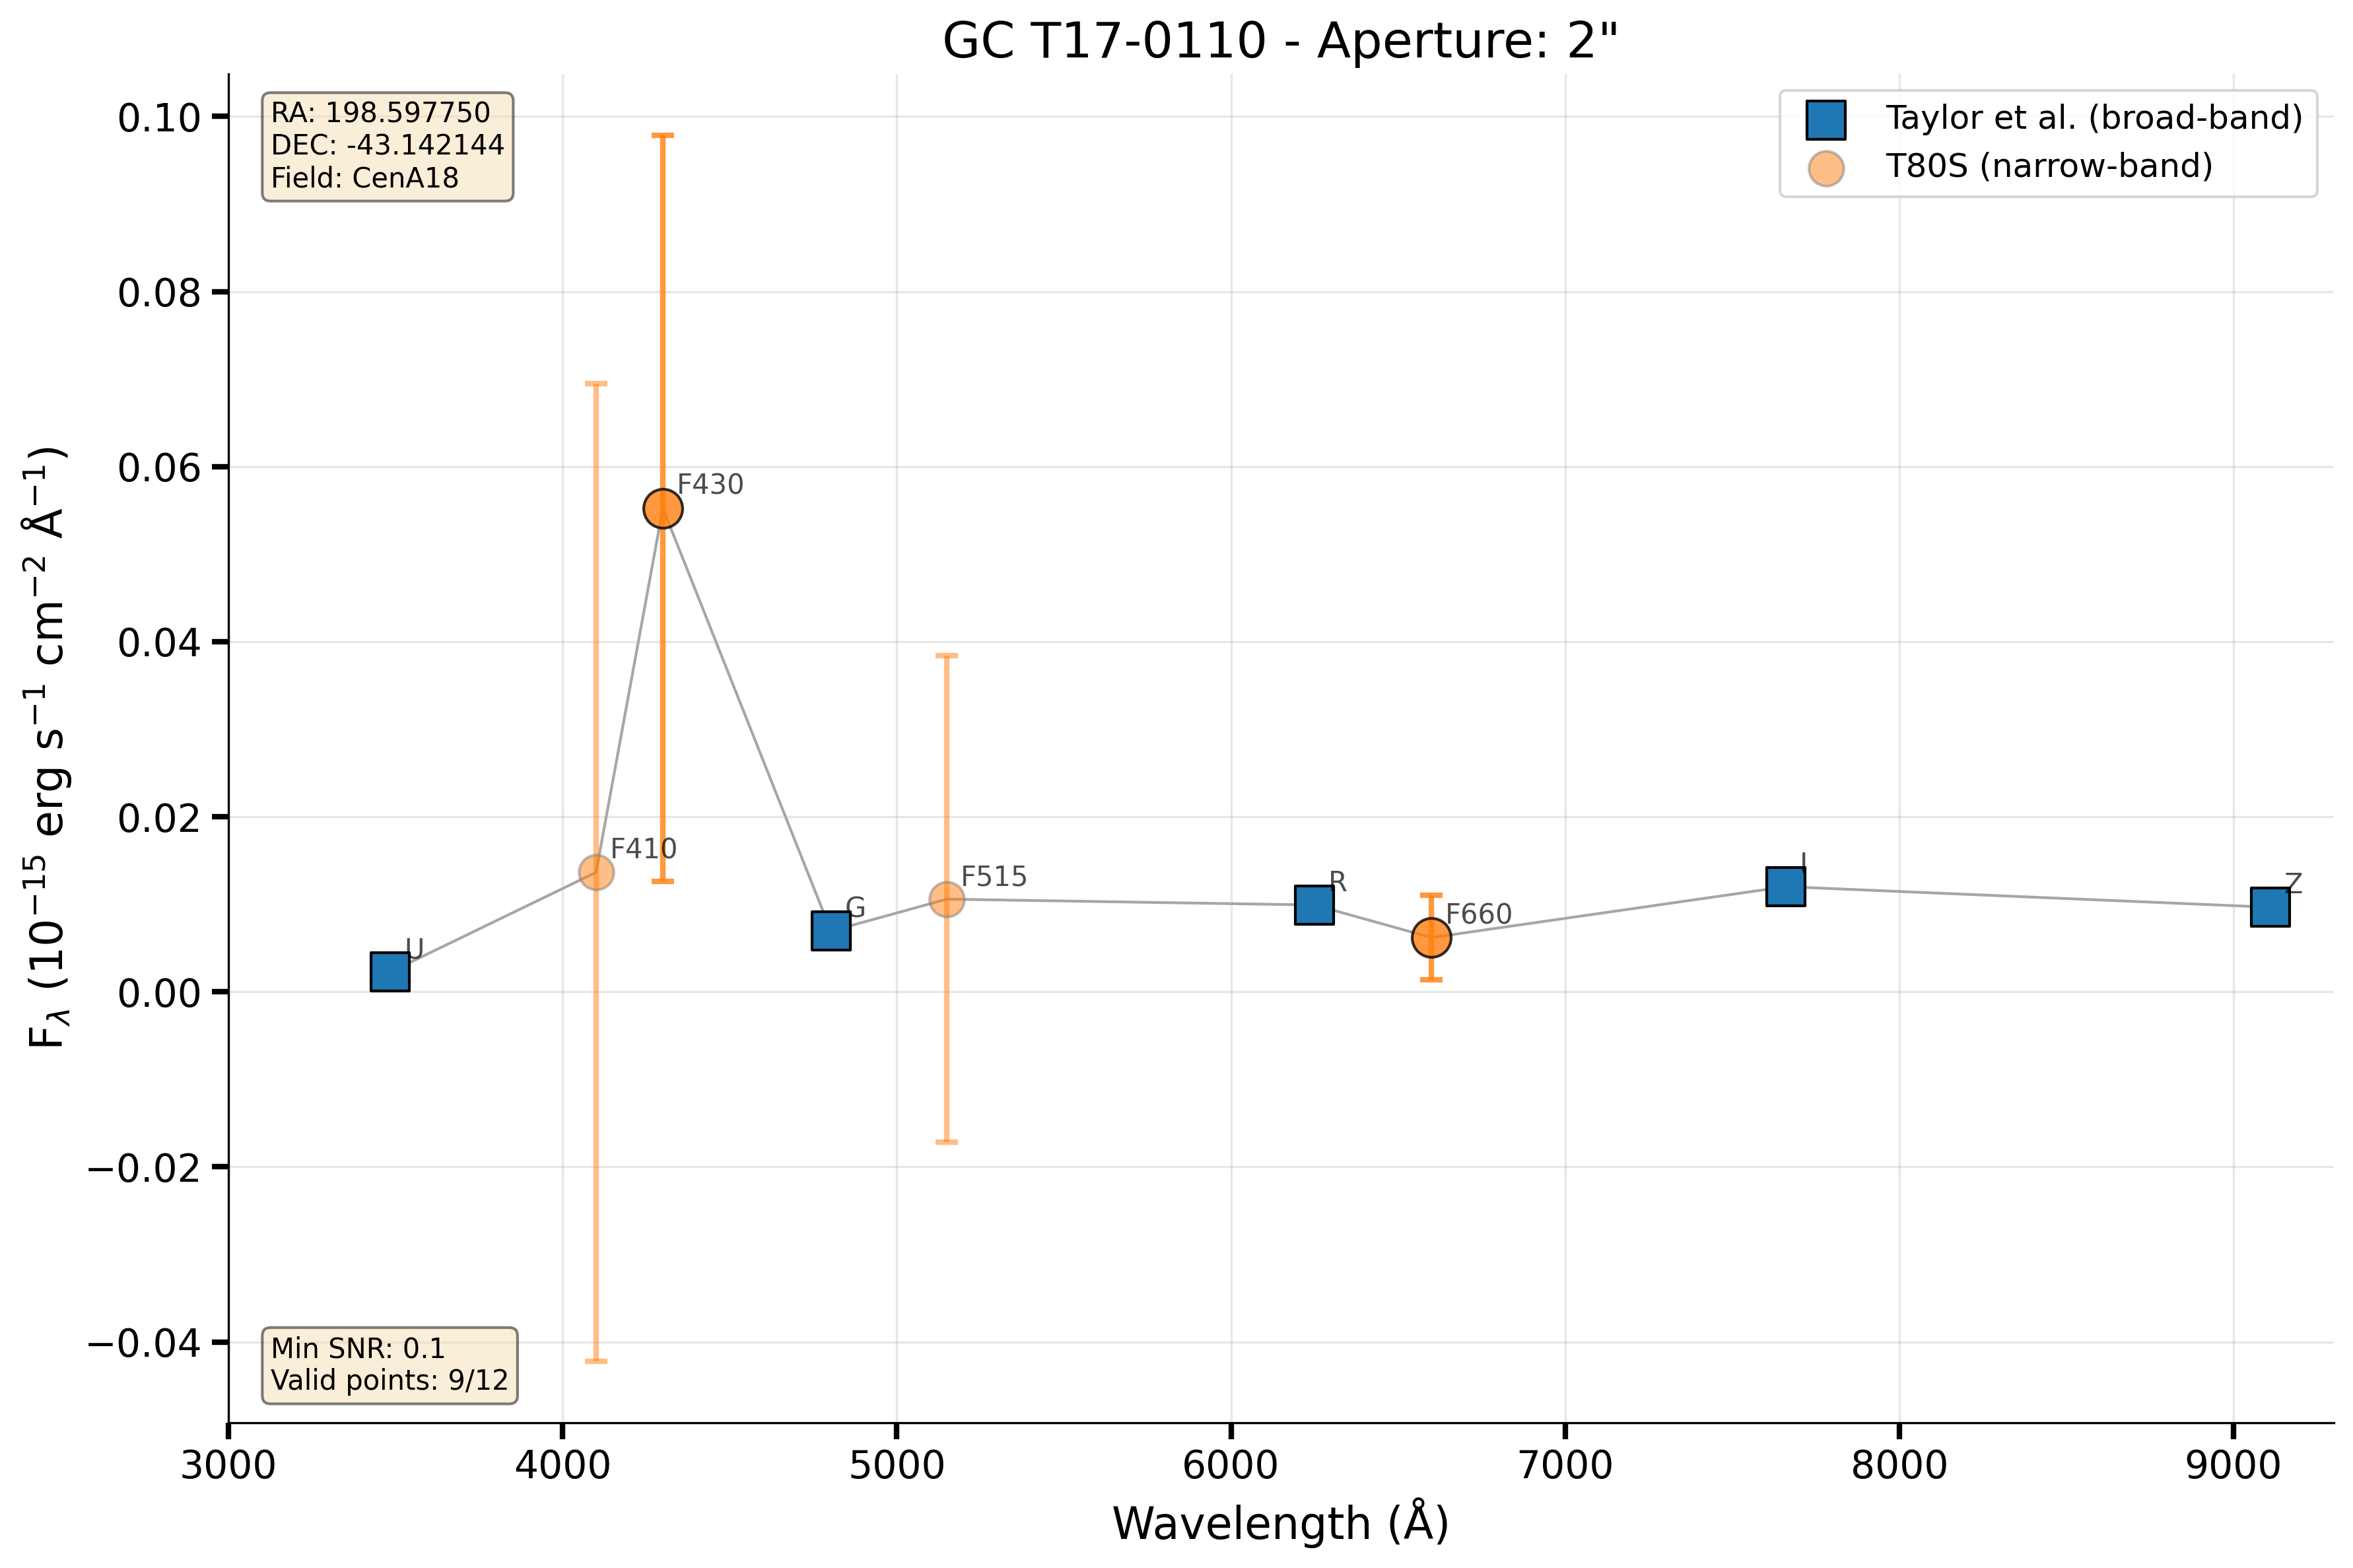 GC T17-0110 - Aperture: 2"
RA: 198.597750
DEC: -43.142144
Field: CenA18
Taylor et al. (broad-band)
T80S (narrow-band)
0.10
0.08
0.06
0.04
0.02
0.00
−0.02
−0.04
F$_{λ}$ (10$^{−15}$ erg s$^{−1}$ cm$^{−2}$ Å$^{−1}$)
U
F410
F430
G
F515
R
F660
I
Z
Min SNR: 0.1
Valid points: 9/12
3000 4000 5000 6000 7000 8000 9000
Wavelength (Å)